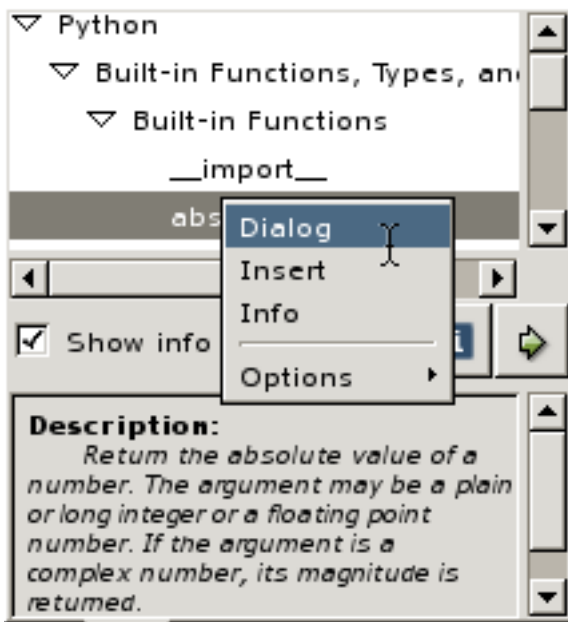 Python
Built-in Functions, Types, and
Built-in Functions
__import__
abs
Dialog
Insert
Info
Show info
i
Options
Description:
Return the absolute value of a
number. The argument may be a plain
or long integer or a floating point
number. If the argument is a
complex number, its magnitude is
returned.